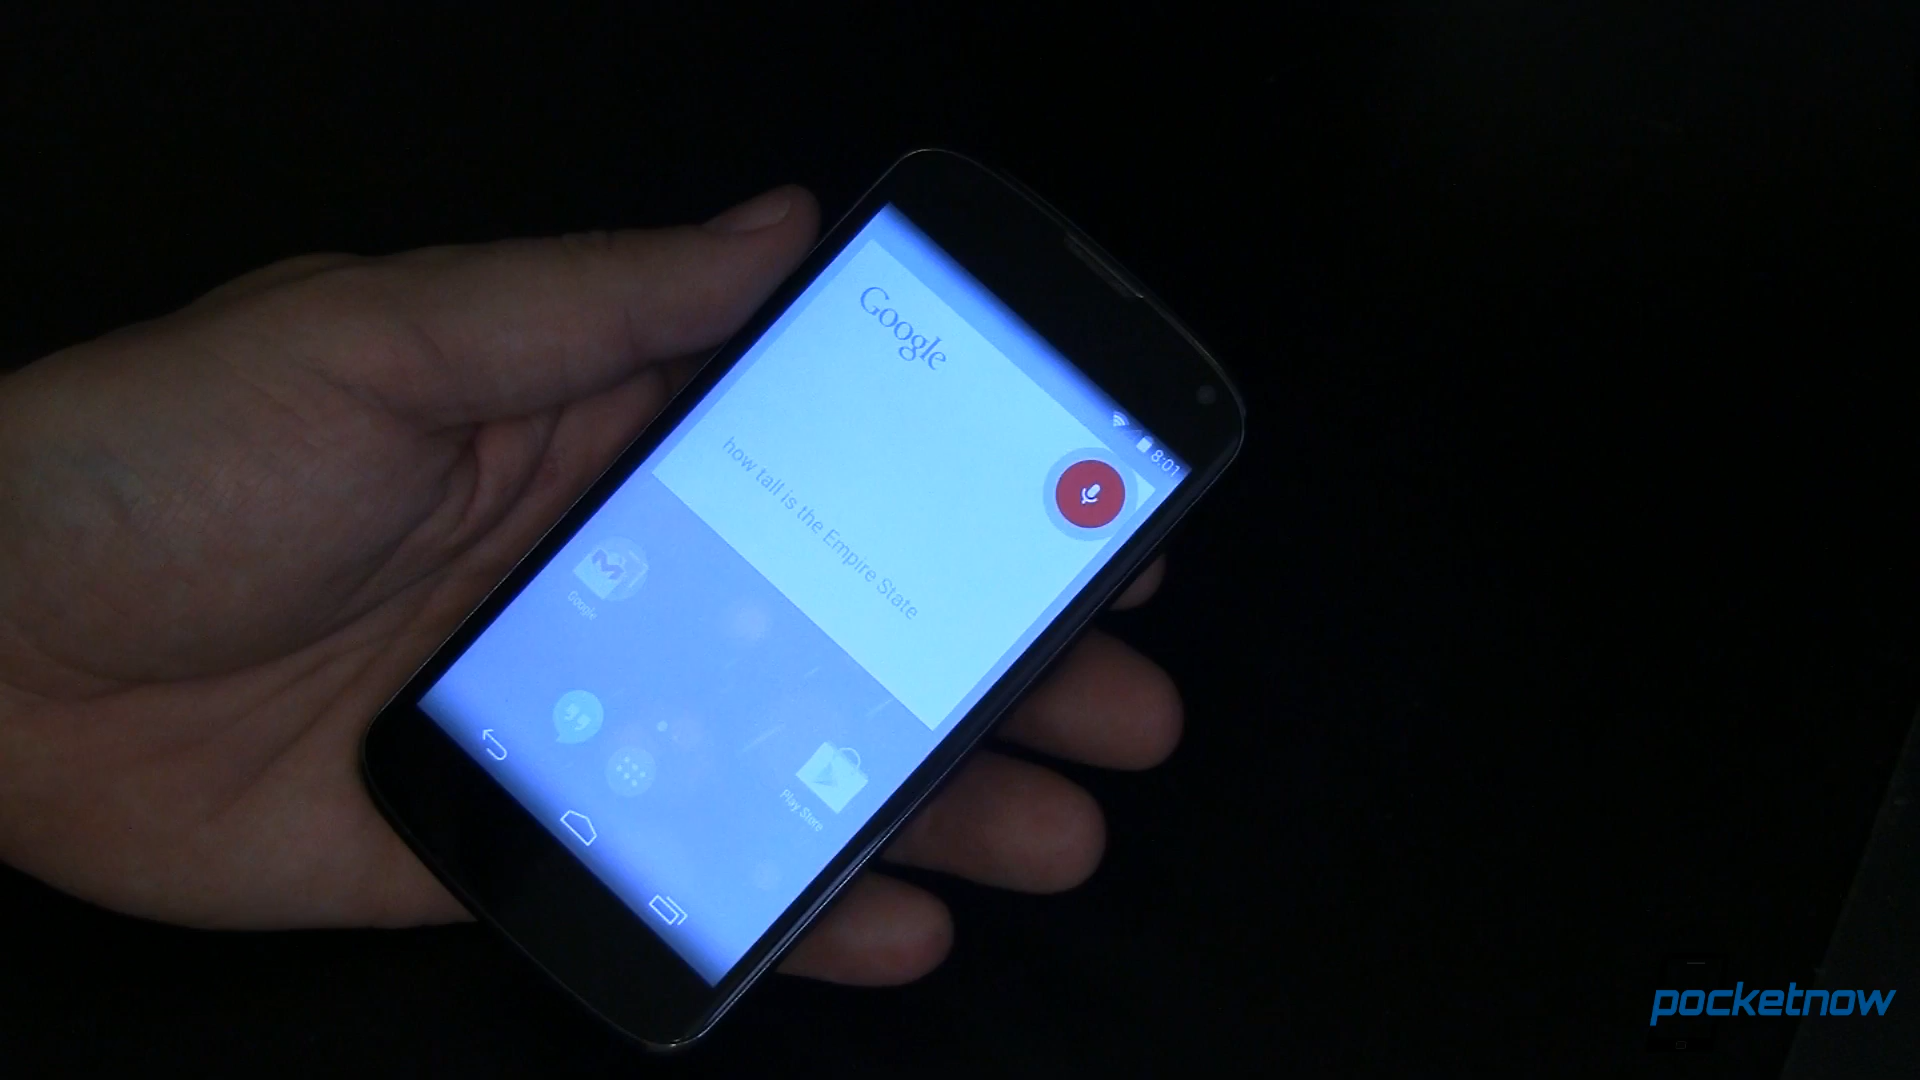 8:01
Google
how tall is the Empire State
Google
Play Store
pocketnow